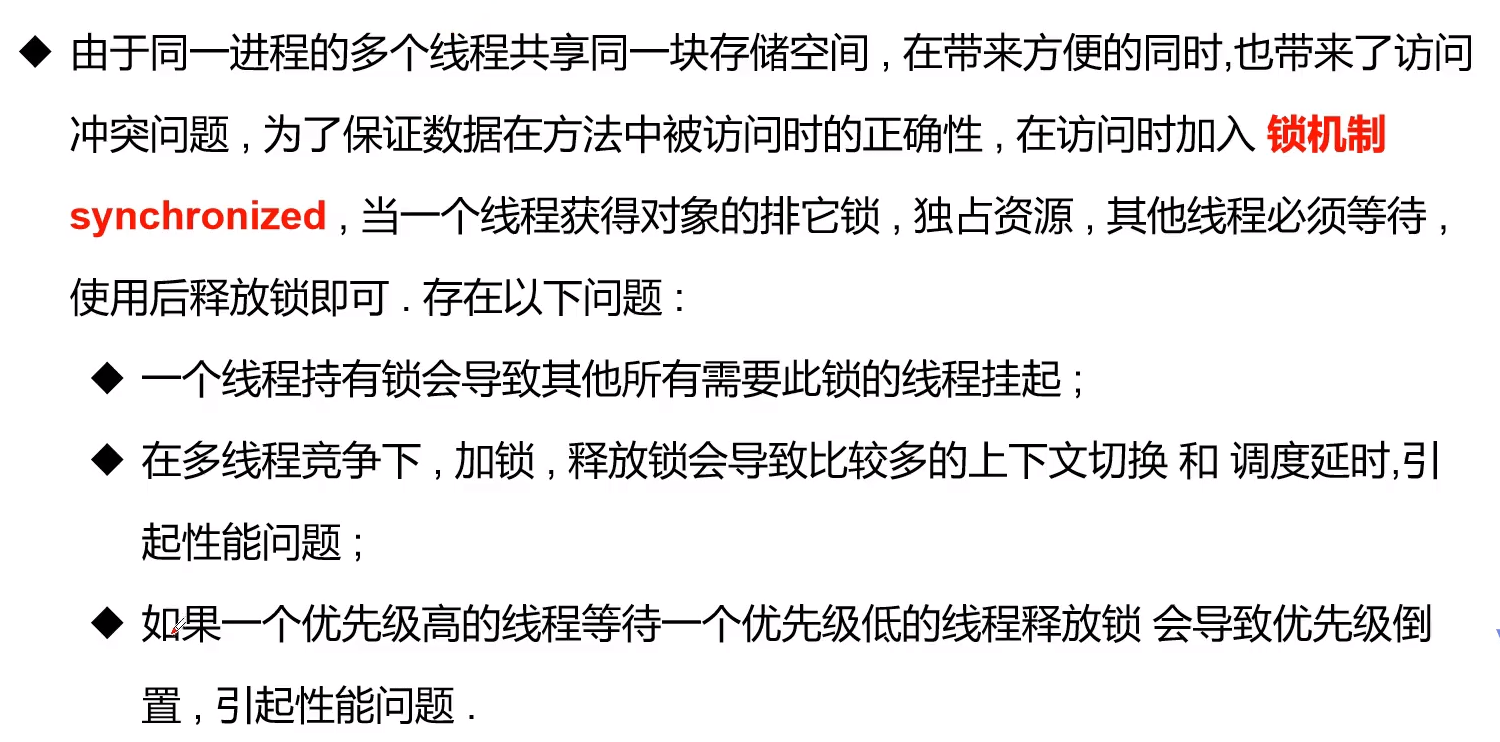 ◆ 由于同一进程的多个线程共享同一块存储空间 , 在带来方便的同时,也带来了访问
冲突问题 , 为了保证数据在方法中被访问时的正确性 , 在访问时加入 锁机制
synchronized , 当一个线程获得对象的排它锁 , 独占资源 , 其他线程必须等待 ,
使用后释放锁即可 . 存在以下问题 :
◆ 一个线程持有锁会导致其他所有需要此锁的线程挂起 ;
◆ 在多线程竞争下 , 加锁 , 释放锁会导致比较多的上下文切换 和 调度延时,引
起性能问题 ;
◆ 如果一个优先级高的线程等待一个优先级低的线程释放锁 会导致优先级倒
置 , 引起性能问题 .